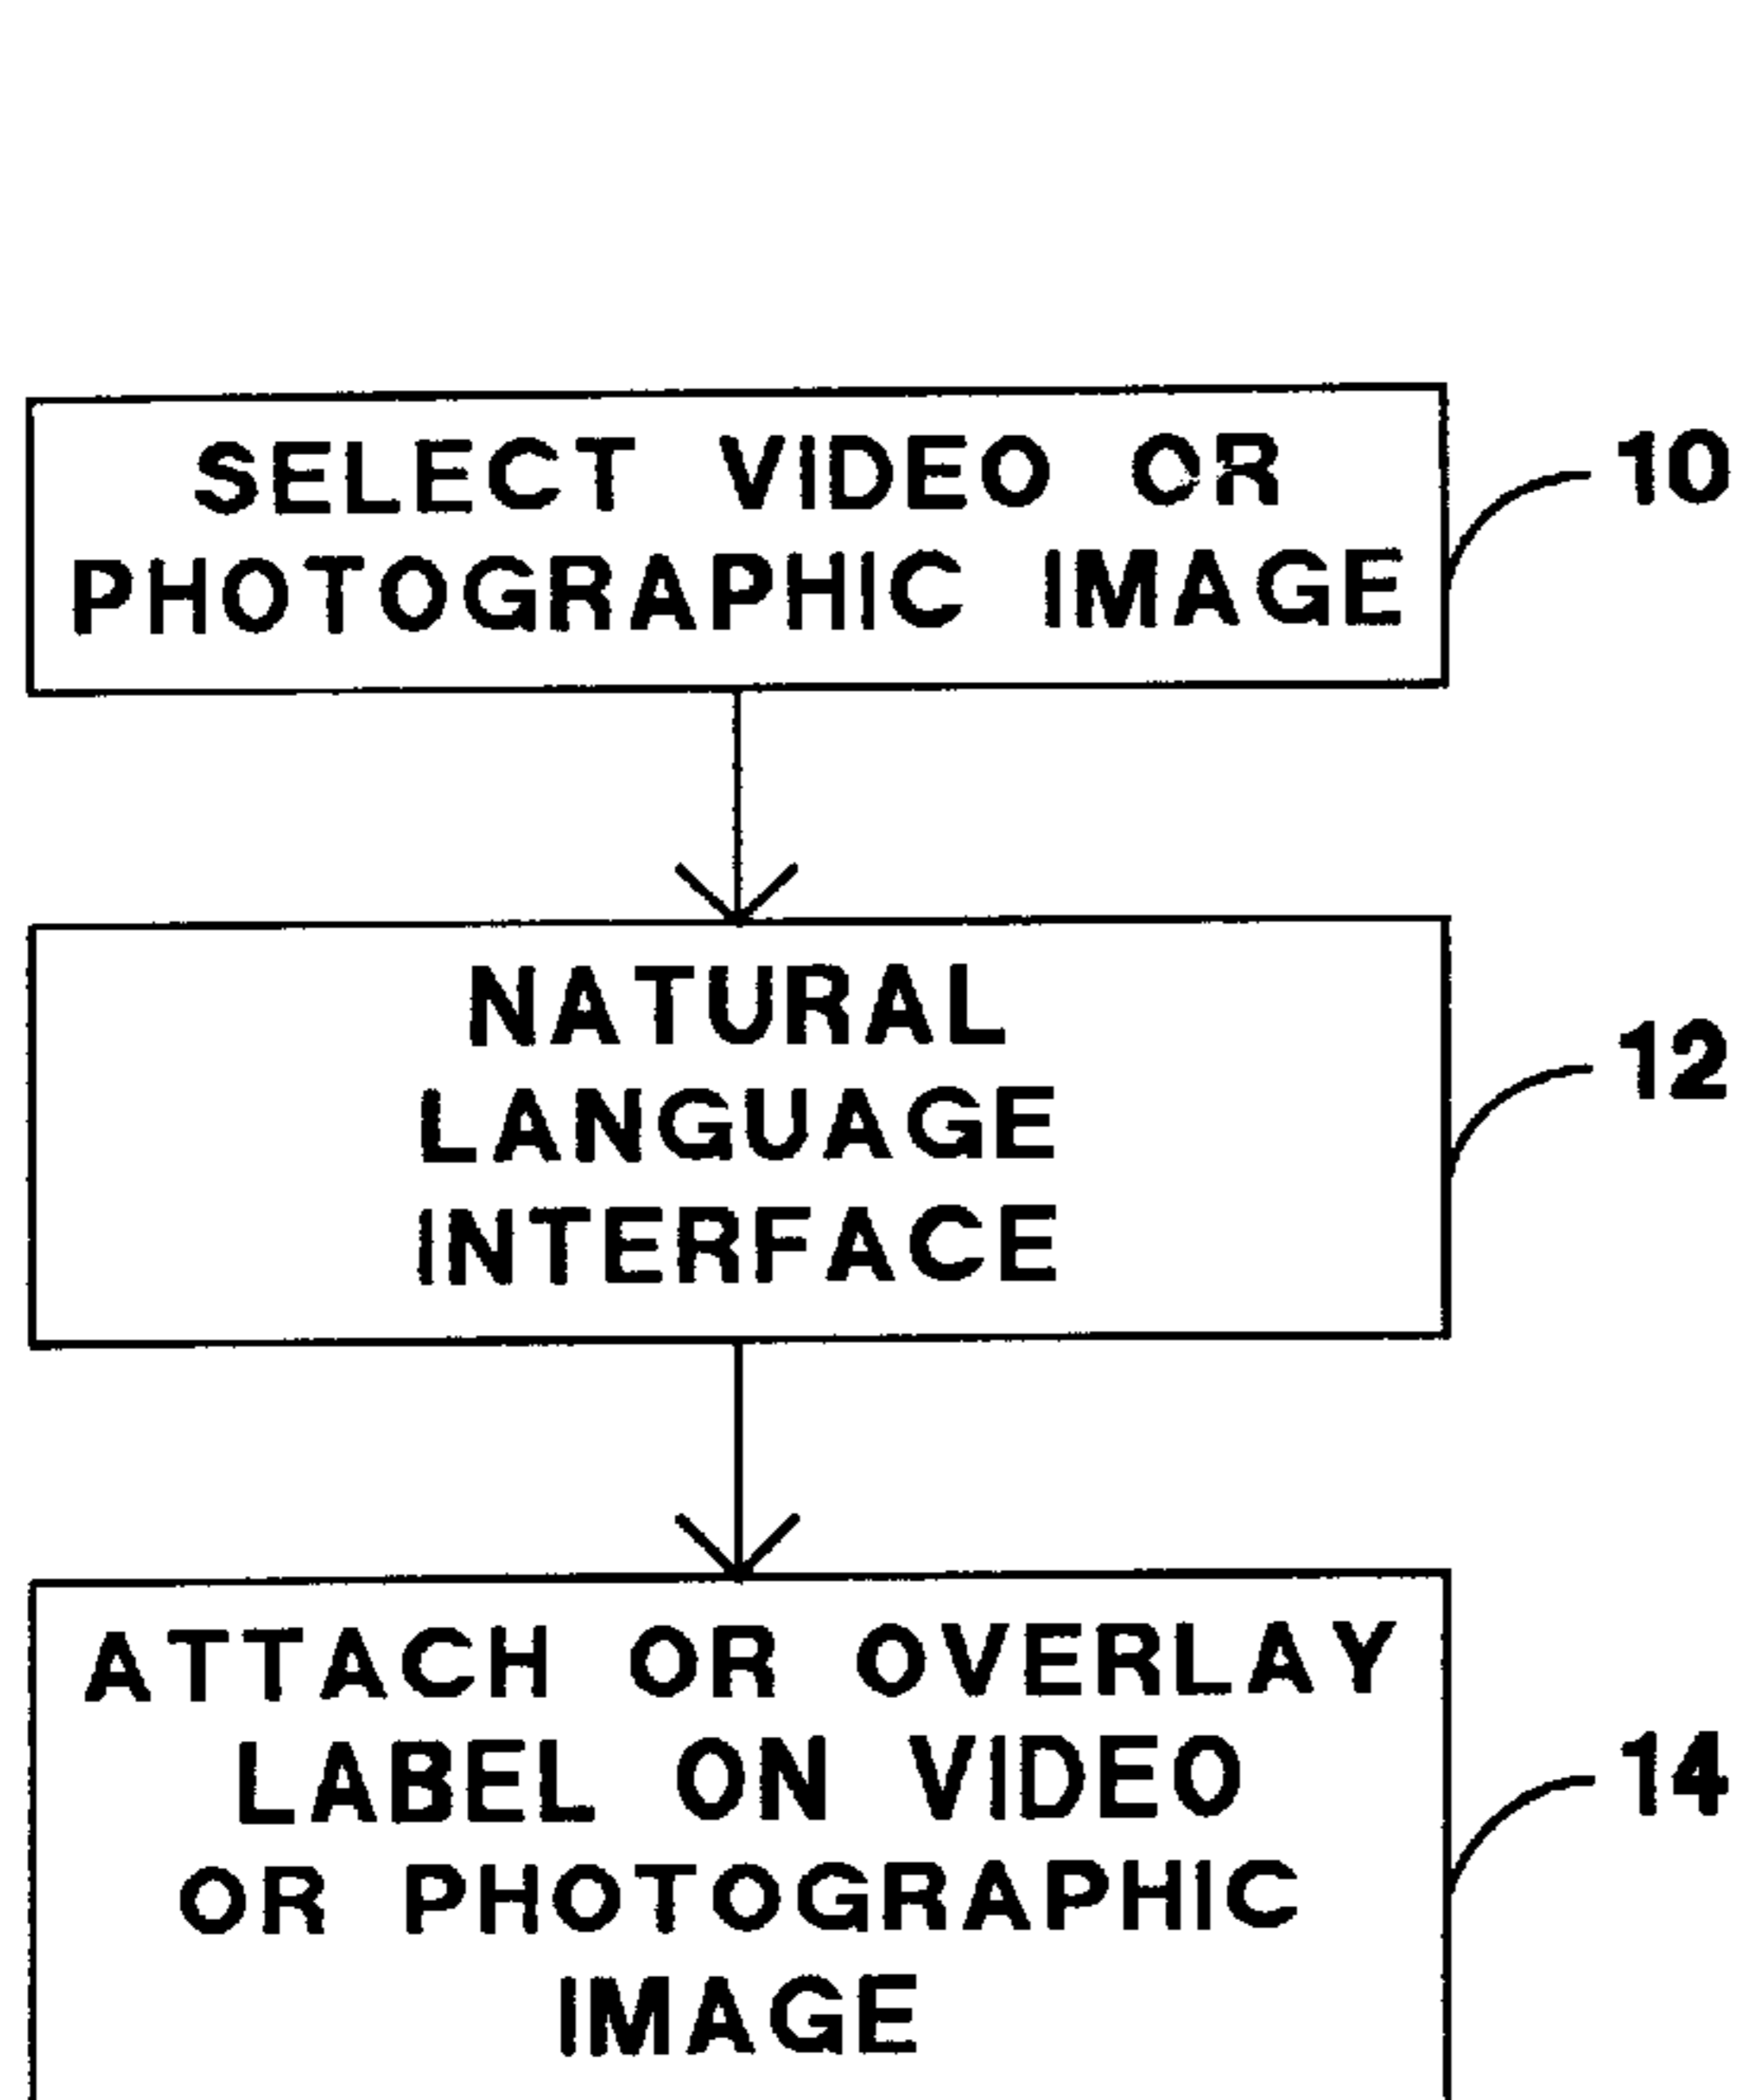 SELECT VIDEO OR
PHOTOGRAPHIC IMAGE
10
NATURAL
LANGUAGE
INTERFACE
12
ATTACH OR OVERLAY
LABEL ON VIDEO
OR PHOTOGRAPHIC
IMAGE
14